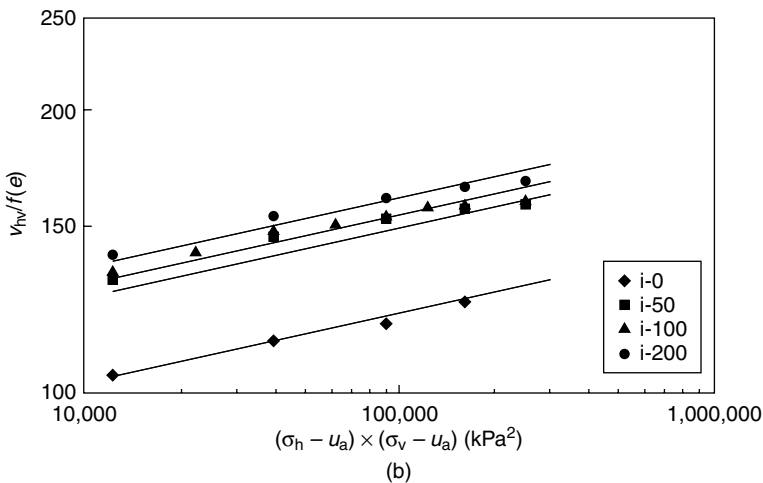 250
200
150
100
v_hv/f(e)
10,000 100,000 1,000,000
(σ_h – u_a) × (σ_v – u_a) (kPa²)
i-0
i-50
i-100
i-200
(b)